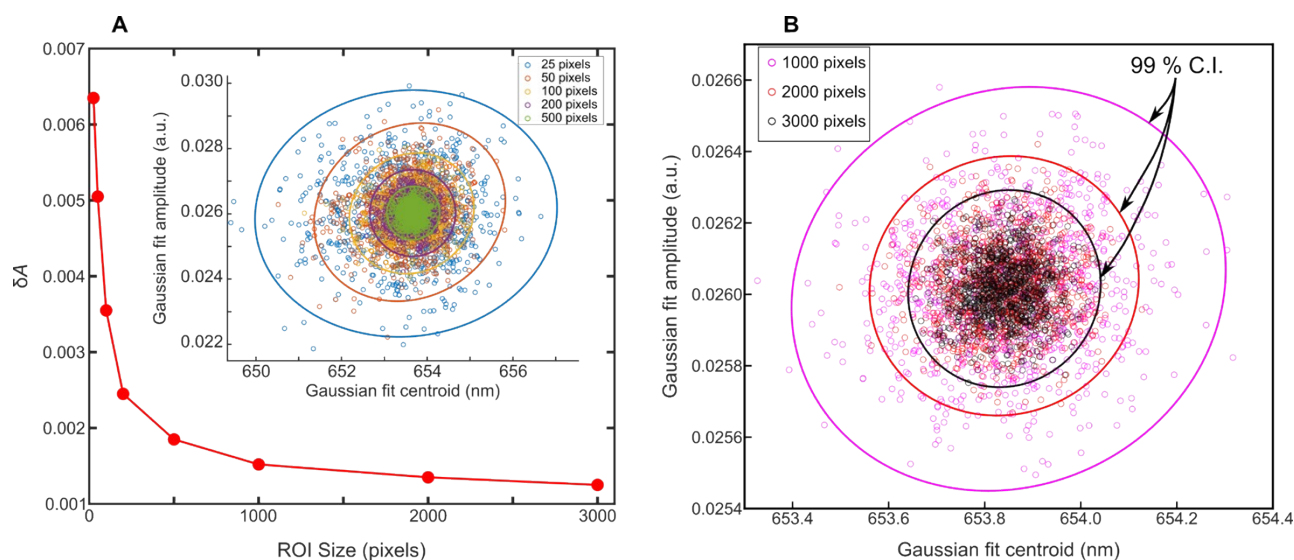 A
δA
0.007
0.006
0.005
0.004
0.003
0.002
0.001
0
1000
2000
3000
ROI Size (pixels)
Gaussian fit amplitude (a.u.)
0.030
0.028
0.026
0.024
0.022
650
652
654
656
Gaussian fit centroid (nm)
25 pixels
50 pixels
100 pixels
200 pixels
500 pixels
B
Gaussian fit amplitude (a.u.)
0.0266
0.0264
0.0262
0.0260
0.0258
0.0256
0.0254
653.4
653.6
653.8
654.0
654.2
654.4
Gaussian fit centroid (nm)
1000 pixels
2000 pixels
3000 pixels
99 % C.I.